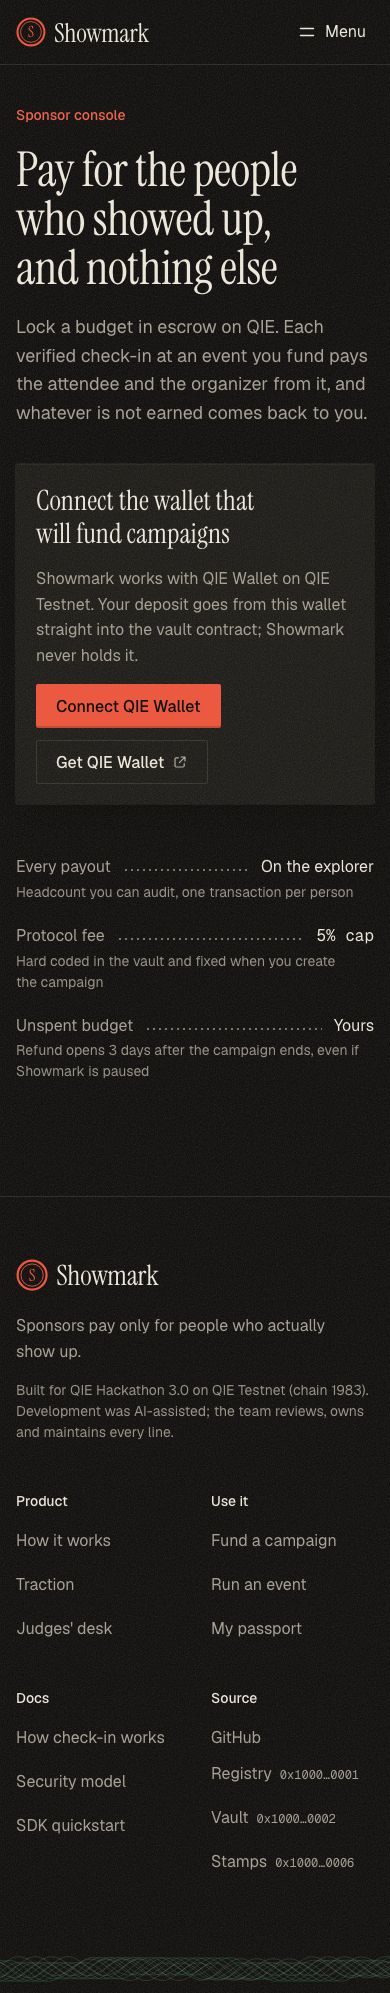 S Showmark
Menu
Sponsor console
Pay for the people
who showed up,
and nothing else
Lock a budget in escrow on QIE. Each
verified check-in at an event you fund pays
the attendee and the organizer from it, and
whatever is not earned comes back to you.
Connect the wallet that
will fund campaigns
Showmark works with QIE Wallet on QIE
Testnet. Your deposit goes from this wallet
straight into the vault contract; Showmark
never holds it.
Connect QIE Wallet
Get QIE Wallet
Every payout On the explorer
Headcount you can audit, one transaction per person
Protocol fee 5% cap
Hard coded in the vault and fixed when you create
the campaign
Unspent budget Yours
Refund opens 3 days after the campaign ends, even if
Showmark is paused
S Showmark
Sponsors pay only for people who actually
show up.
Built for QIE Hackathon 3.0 on QIE Testnet (chain 1983).
Development was AI-assisted; the team reviews, owns
and maintains every line.
Product
How it works
Traction
Judges' desk
Use it
Fund a campaign
Run an event
My passport
Docs
How check-in works
Security model
SDK quickstart
Source
GitHub
Registry 0x1000…0001
Vault 0x1000…0002
Stamps 0x1000…0006